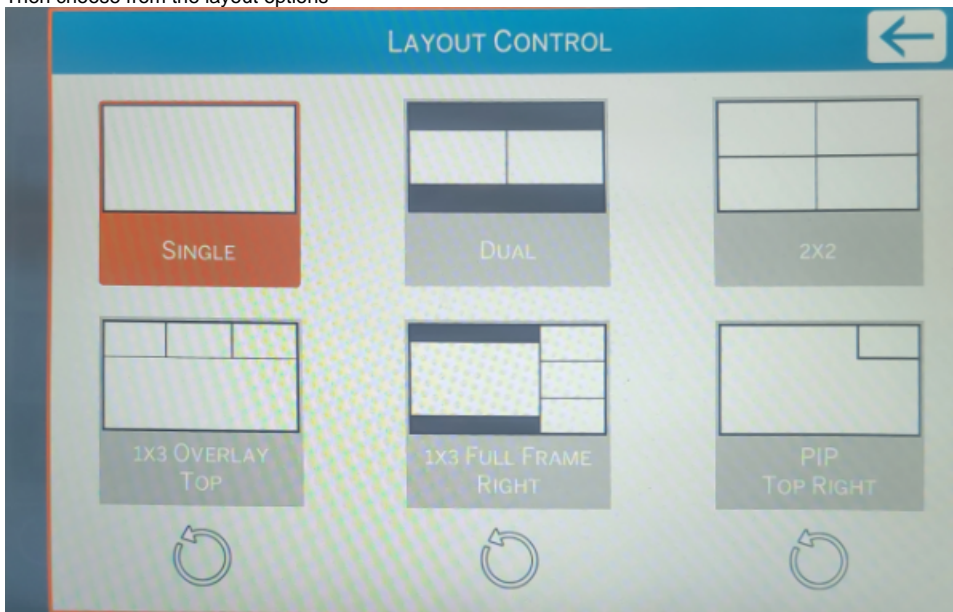 Then choose from the layout options
LAYOUT CONTROL
SINGLE
DUAL
2X2
1X3 OVERLAY
TOP
1X3 FULL FRAME
RIGHT
PIP
TOP RIGHT